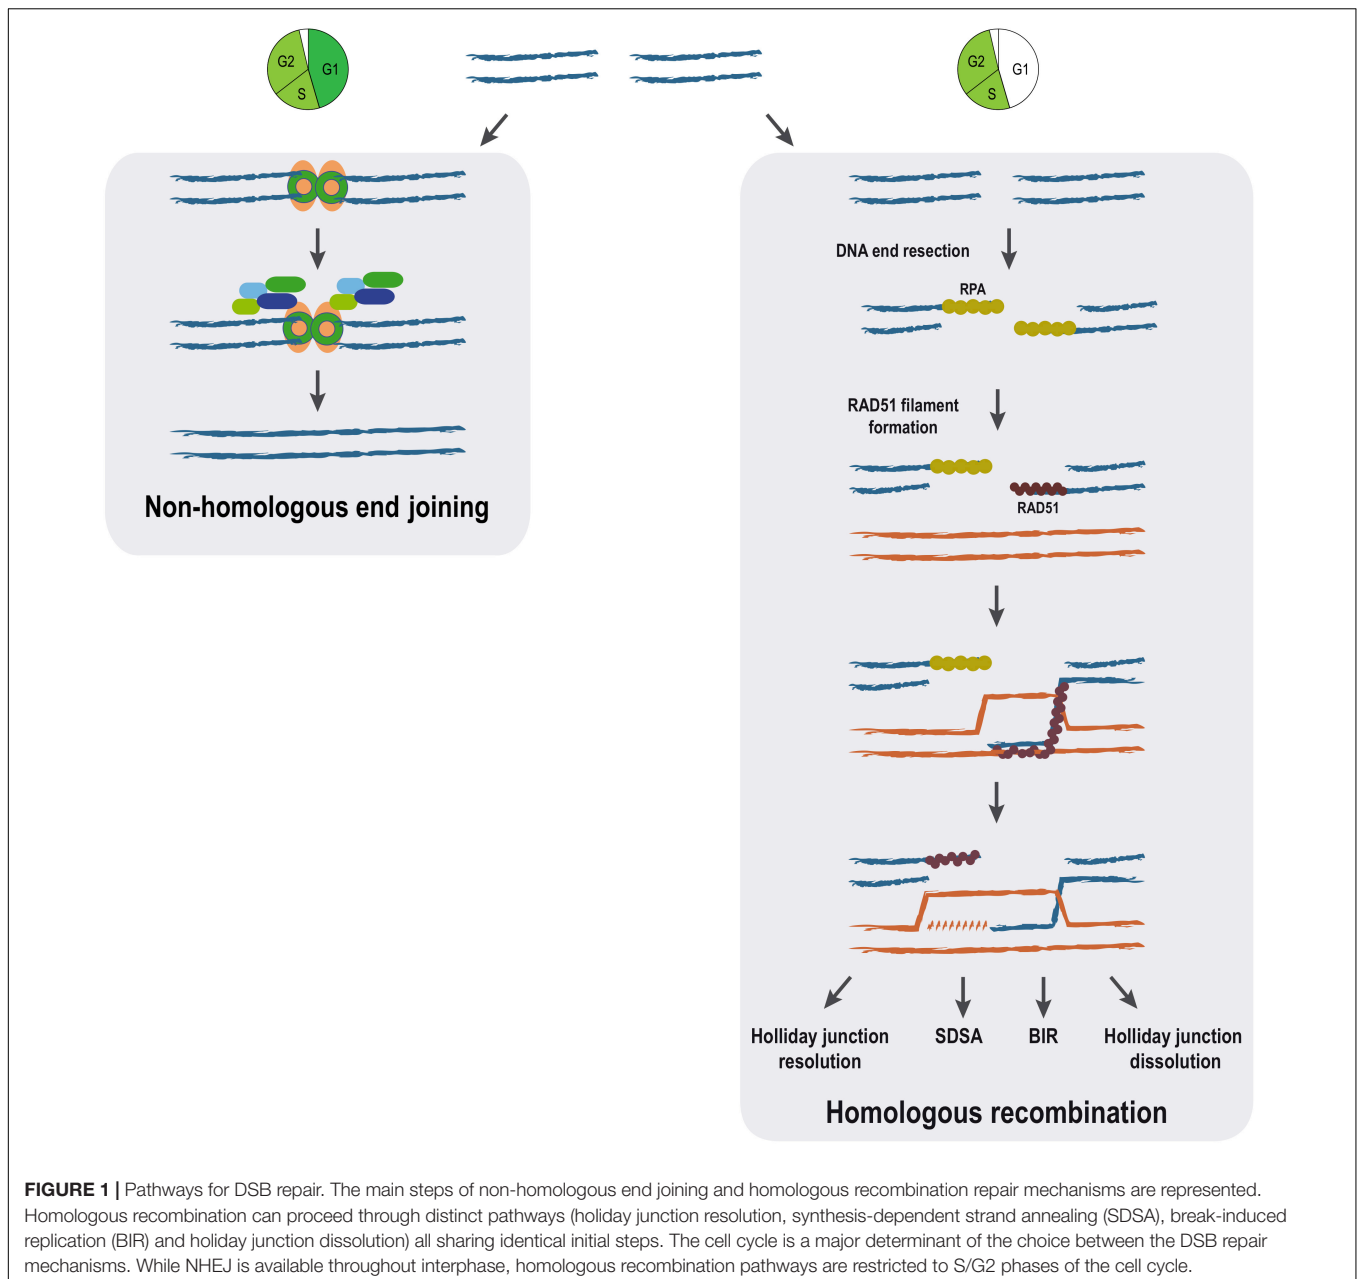 G2
G1
S
G2
G1
S
DNA end resection
RPA
RAD51 filament
formation
RAD51
Non-homologous end joining
Holliday junction
resolution
SDSA
BIR
Holliday junction
dissolution
Homologous recombination
FIGURE 1 | Pathways for DSB repair. The main steps of non-homologous end joining and homologous recombination repair mechanisms are represented.
Homologous recombination can proceed through distinct pathways (holiday junction resolution, synthesis-dependent strand annealing (SDSA), break-induced
replication (BIR) and holiday junction dissolution) all sharing identical initial steps. The cell cycle is a major determinant of the choice between the DSB repair
mechanisms. While NHEJ is available throughout interphase, homologous recombination pathways are restricted to S/G2 phases of the cell cycle.